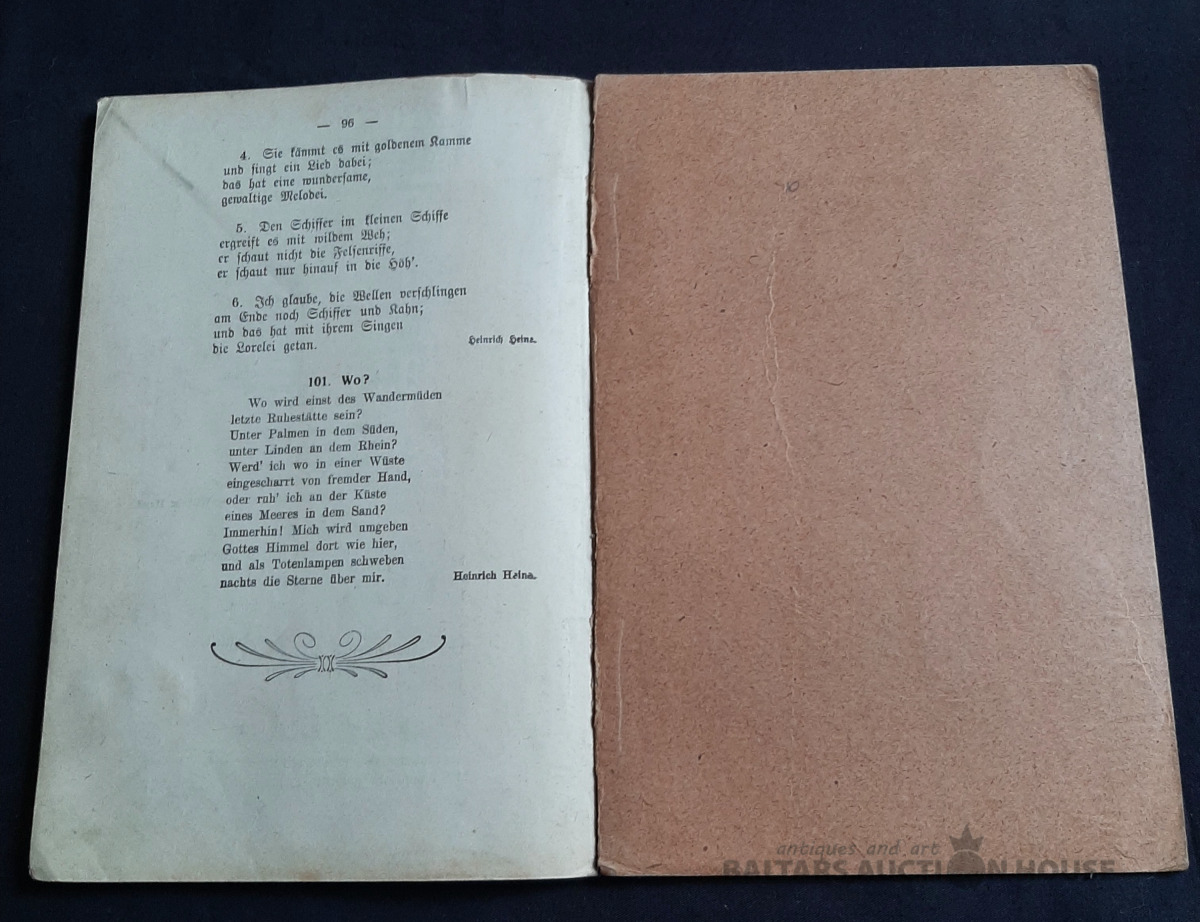 — 96 —
4. Sie kämmt es mit goldenem Kamme
und singt ein Lied dabei;
das hat eine wundersame,
gewaltige Melodei.
5. Den Schiffer im kleinen Schiffe
ergreift es mit wildem Weh;
er schaut nicht die Felsenriffe,
er schaut nur hinauf in die Höh'.
6. Ich glaube, die Wellen verschlingen
am Ende noch Schiffer und Kahn;
und das hat mit ihrem Singen
die Lorelei getan.
Heinrich Heine.
101. Wo?
Wo wird einst des Wandermüden
letzte Ruhestätte sein?
Unter Palmen in dem Süden,
unter Linden an dem Rhein?
Werd' ich wo in einer Wüste
eingescharrt von fremder Hand,
oder ruh' ich an der Küste
eines Meeres in dem Sand?
Immerhin! Mich wird umgeben
Gottes Himmel dort wie hier,
und als Totenlampen schweben
nachts die Sterne über mir.
Heinrich Heine.
antiques and art
BALTARS AUCTION HOUSE